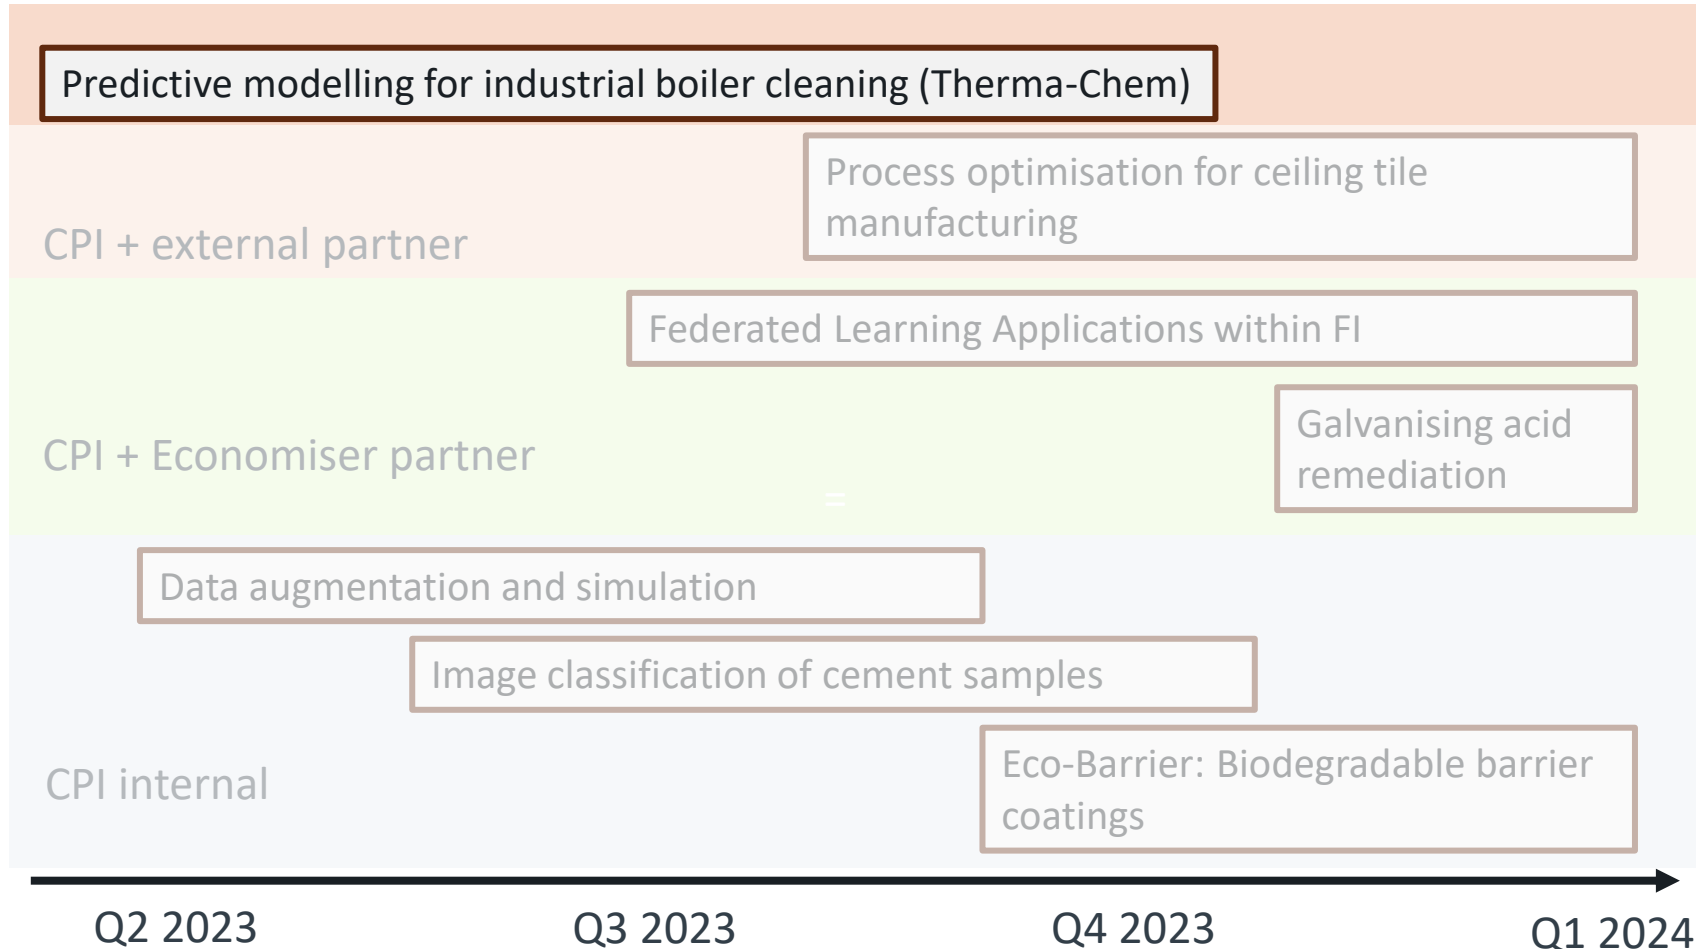 Predictive modelling for industrial boiler cleaning (Therma-Chem)
Process optimisation for ceiling tile
manufacturing
CPI + external partner
Federated Learning Applications within FI
Galvanising acid
remediation
CPI + Economiser partner
=
Data augmentation and simulation
Image classification of cement samples
Eco-Barrier: Biodegradable barrier
coatings
CPI internal
Q2 2023
Q3 2023
Q4 2023
Q1 2024